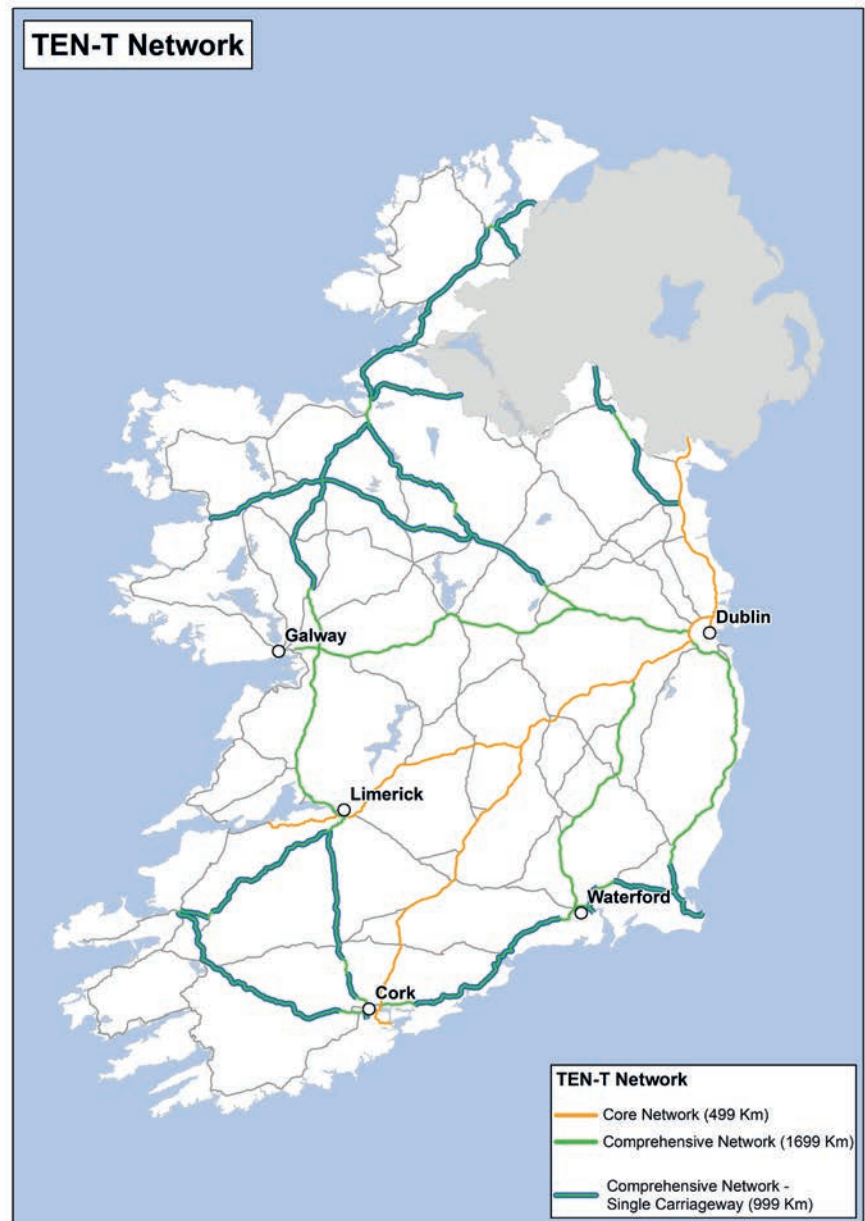 TEN-T Network
Dublin
Galway
Limerick
Waterford
Cork
TEN-T Network
Core Network (499 Km)
Comprehensive Network (1699 Km)
Comprehensive Network -
Single Carriageway (999 Km)